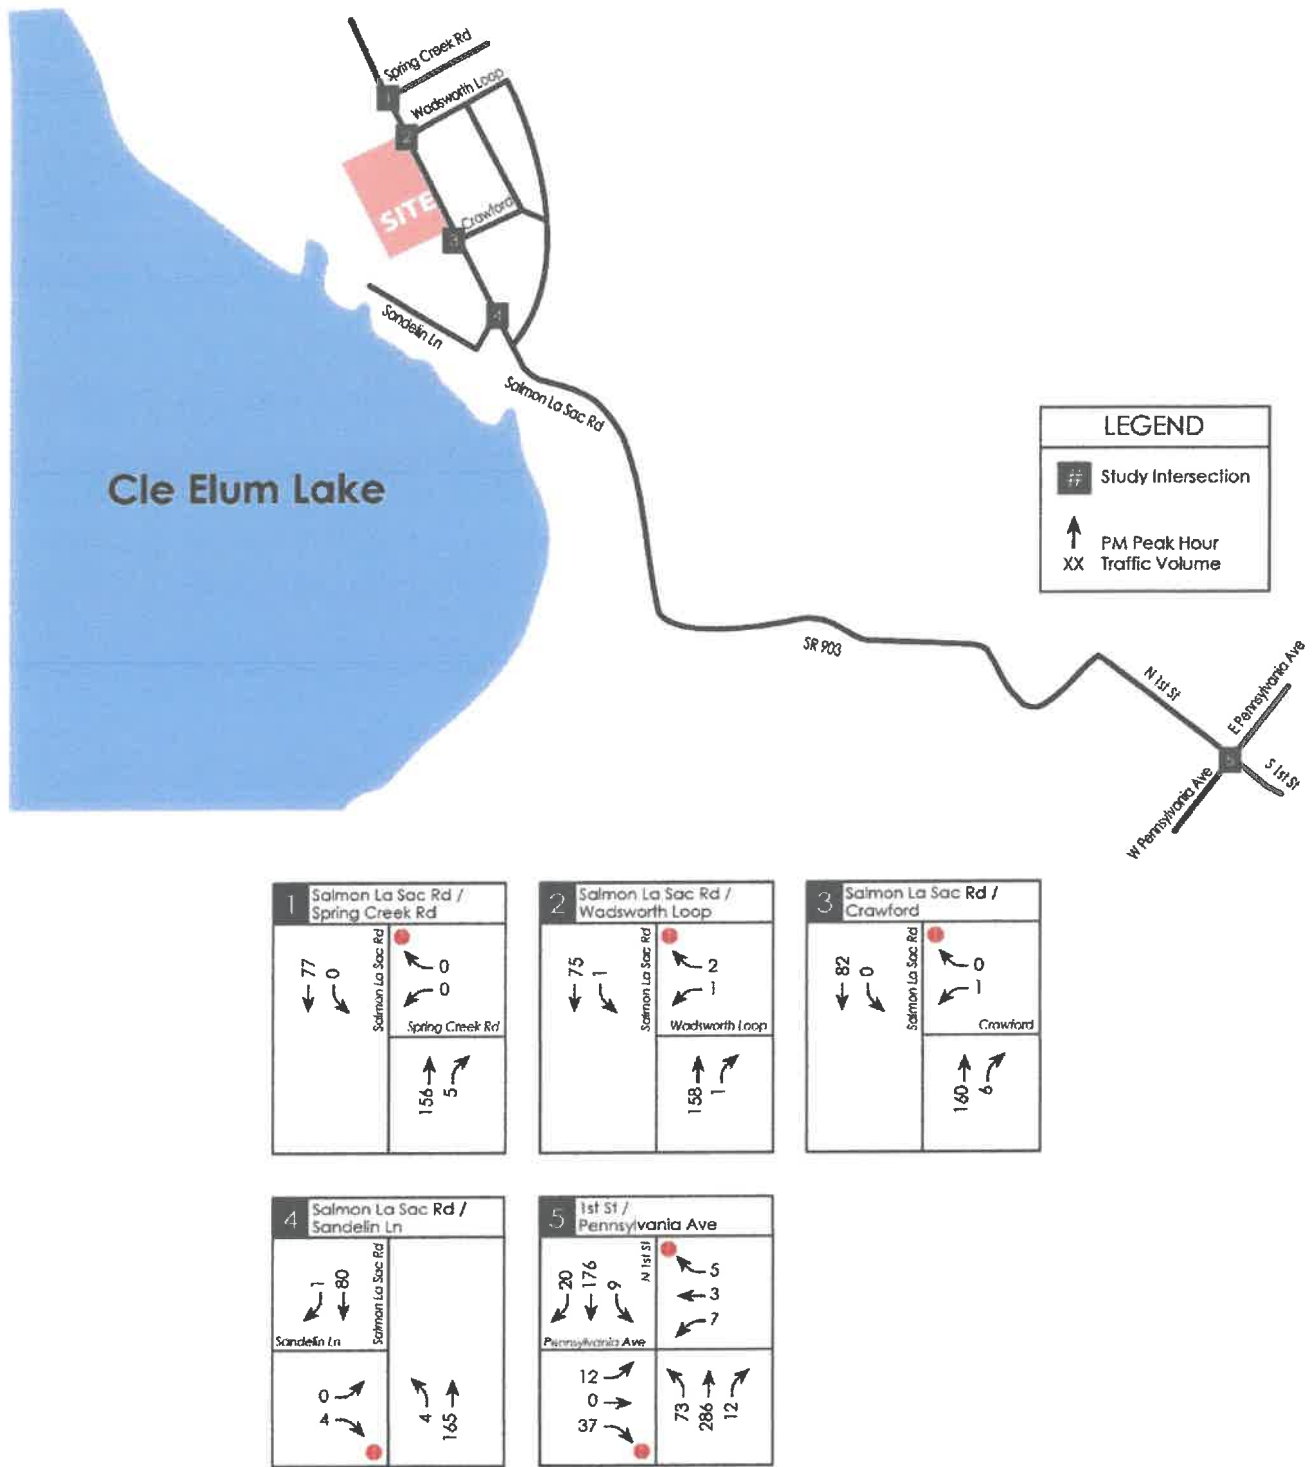 Spring Creek Rd
Wadsworth Loop
1
2
SITE
Crawford
3
4
Sandelin Ln
Salmon La Sac Rd
Cle Elum Lake
LEGEND
# Study Intersection
PM Peak Hour
XX Traffic Volume
SR 903
N 1st St
E Pennsylvania Ave
5
S 1st St
W Pennsylvania Ave
1 Salmon La Sac Rd /
Spring Creek Rd
77
0
Salmon La Sac Rd
0
0
Spring Creek Rd
156
5
2 Salmon La Sac Rd /
Wadsworth Loop
75
1
Salmon La Sac Rd
2
1
Wadsworth Loop
158
1
3 Salmon La Sac Rd /
Crawford
82
0
Salmon La Sac Rd
0
1
Crawford
160
6
4 Salmon La Sac Rd /
Sandelin Ln
1
80
Salmon La Sac Rd
Sandelin Ln
0
4
4
165
5 1st St /
Pennsylvania Ave
20
176
9
N 1st St
5
3
7
Pennsylvania Ave
12
0
37
73
286
12